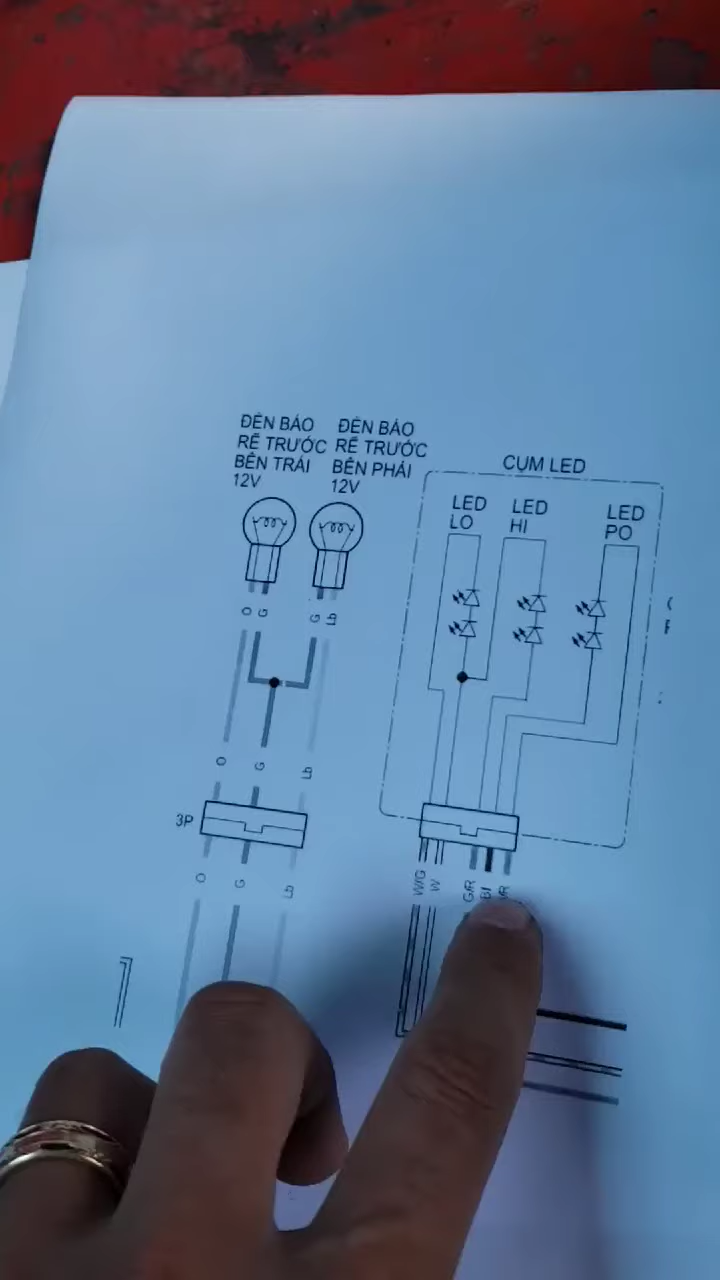 ĐÈN BÁO
RẼ TRƯỚC
BÊN TRÁI
12V
ĐÈN BÁO
RẼ TRƯỚC
BÊN PHẢI
12V
CỤM LED
LED
LO
LED
HI
LED
PO
O
G
G
Lb
O
G
Lb
3P
O
G
Lb
W/G
W
G/R
Bl